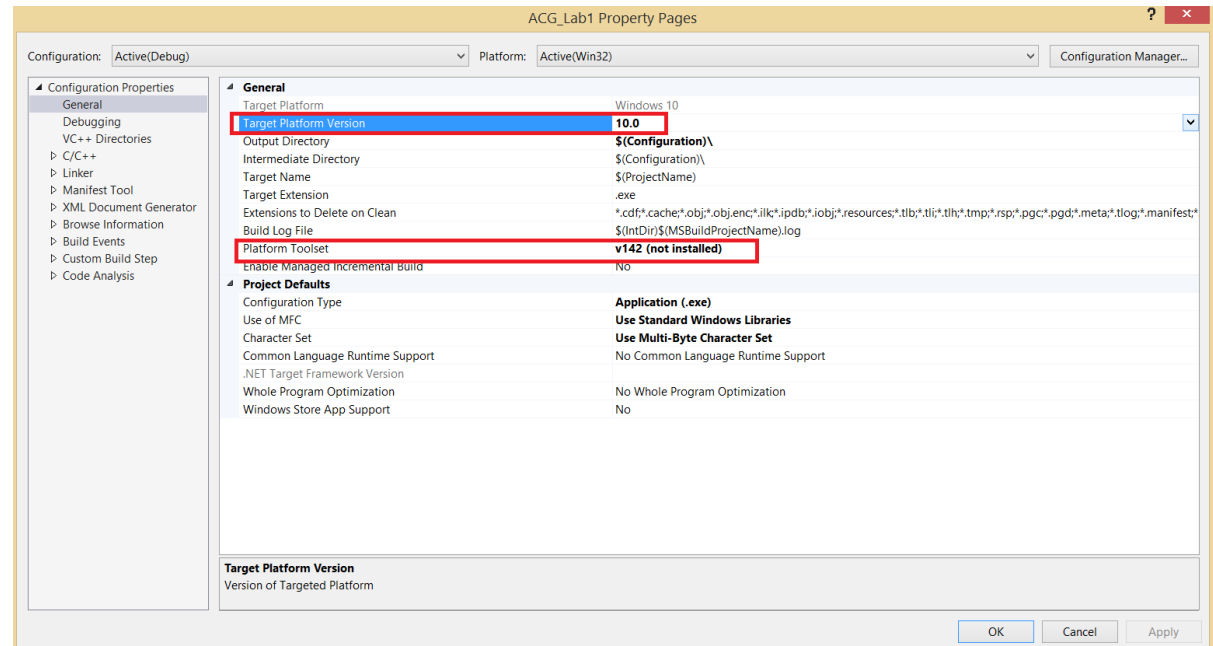 ACG_Lab1 Property Pages
?
Configuration: Active(Debug) Platform: Active(Win32) Configuration Manager...
Configuration Properties
General
Debugging
VC++ Directories
C/C++
Linker
Manifest Tool
XML Document Generator
Browse Information
Build Events
Custom Build Step
Code Analysis
General
Target Platform Windows 10
Target Platform Version 10.0
Output Directory $(Configuration)\
Intermediate Directory $(Configuration)\
Target Name $(ProjectName)
Target Extension .exe
Extensions to Delete on Clean *.cdf;*.cache;*.obj;*.obj.enc;*.ilk;*.ipdb;*.iobj;*.resources;*.tlb;*.tli;*.tlh;*.tmp;*.rsp;*.pgc;*.pgd;*.meta;*.tlog;*.manifest;*
Build Log File $(IntDir)$(MSBuildProjectName).log
Platform Toolset v142 (not installed)
Enable Managed Incremental Build No
Project Defaults
Configuration Type Application (.exe)
Use of MFC Use Standard Windows Libraries
Character Set Use Multi-Byte Character Set
Common Language Runtime Support No Common Language Runtime Support
.NET Target Framework Version
Whole Program Optimization No Whole Program Optimization
Windows Store App Support No
Target Platform Version
Version of Targeted Platform
OK Cancel Apply